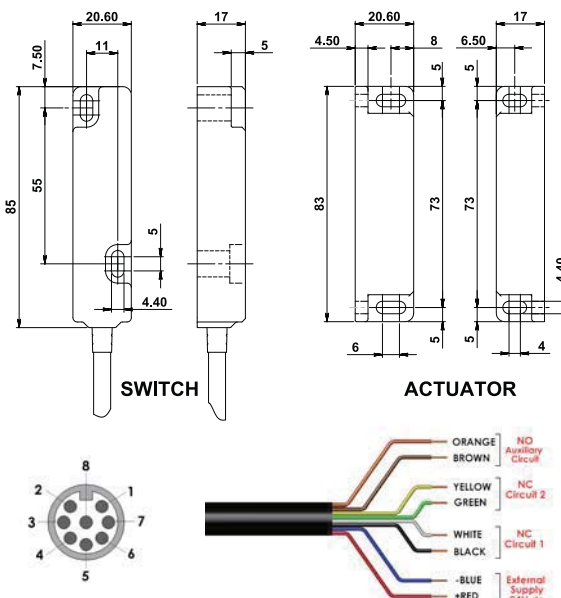 20.60
17
20.60
17
11
5
4.50
8
6.50
7.50
5
5
85
55
83
73
73
5
4.40
4.40
6
5
5
4
SWITCH
ACTUATOR
8
2
1
3
7
4
6
5
ORANGE
BROWN
NO
Auxiliary
Circuit
YELLOW
GREEN
NC
Circuit 2
WHITE
BLACK
NC
Circuit 1
-BLUE
+RED
External
Supply